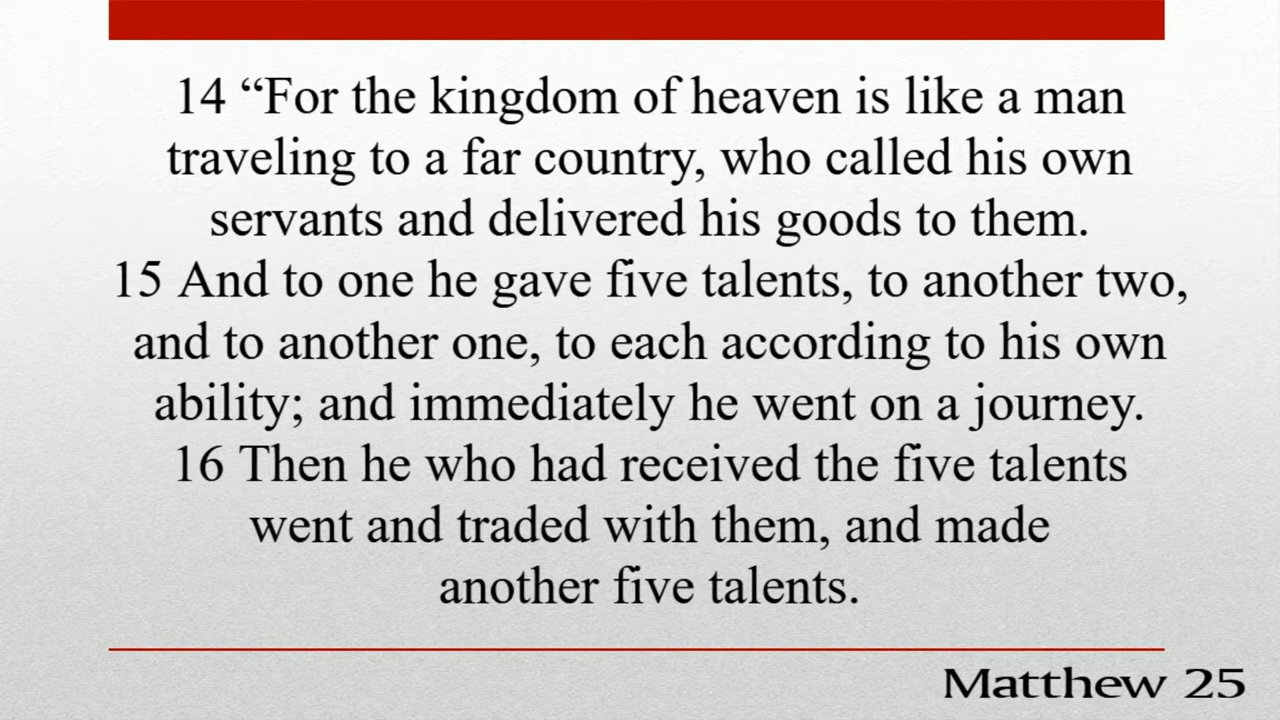 14 “For the kingdom of heaven is like a man
traveling to a far country, who called his own
servants and delivered his goods to them.
15 And to one he gave five talents, to another two,
and to another one, to each according to his own
ability; and immediately he went on a journey.
16 Then he who had received the five talents
went and traded with them, and made
another five talents.
Matthew 25